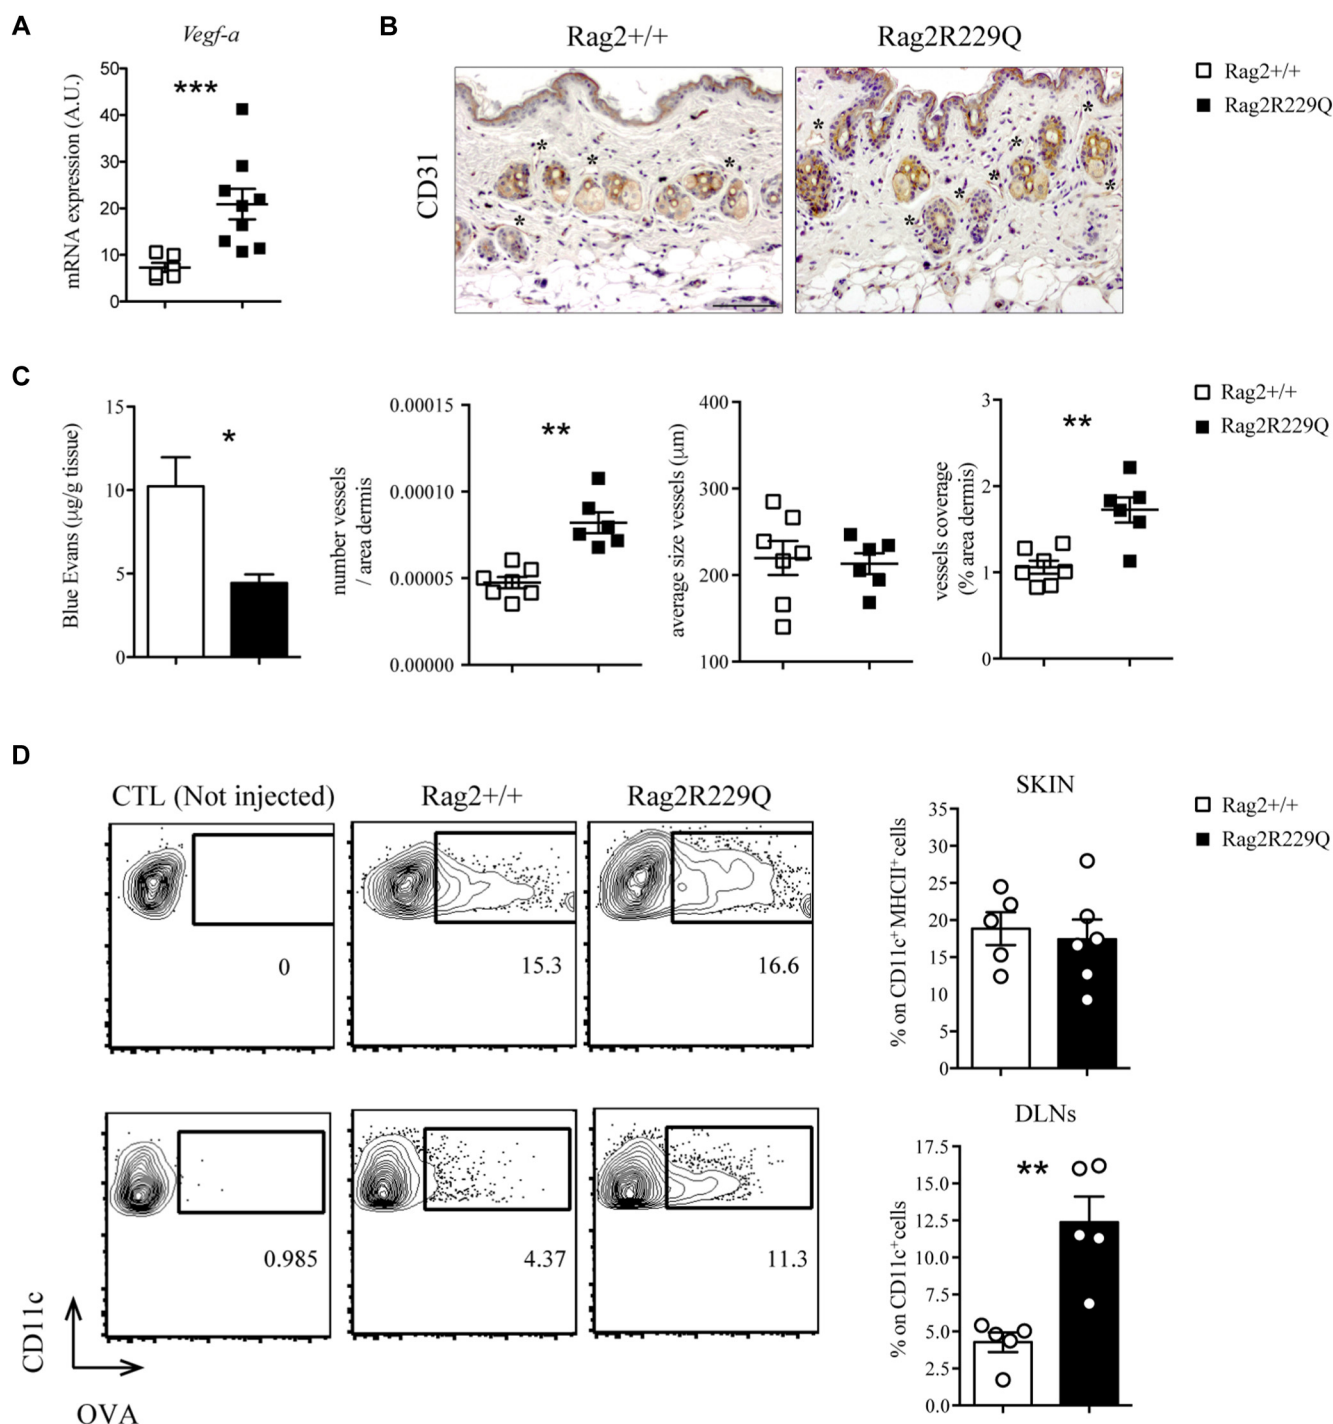 A
Vegf-a
mRNA expression (A.U.)
50
40
30
20
10
0
***
B
Rag2+/+
Rag2R229Q
CD31
* * * *
* * * * * * *
Rag2+/+
Rag2R229Q
C
Blue Evans (µg/g tissue)
15
10
5
0
*
number vessels
/ area dermis
0.00015
0.00010
0.00005
0.00000
**
average size vessels (µm)
400
300
200
100
vessels coverage
(% area dermis)
3
2
1
0
**
Rag2+/+
Rag2R229Q
D
CTL (Not injected)
Rag2+/+
Rag2R229Q
0
15.3
16.6
0.985
4.37
11.3
CD11c
OVA
SKIN
% on CD11c+MHCII+ cells
35
30
25
20
15
10
5
0
Rag2+/+
Rag2R229Q
DLNs
% on CD11c+cells
17.5
15.0
12.5
10.0
7.5
5.0
2.5
0.0
**